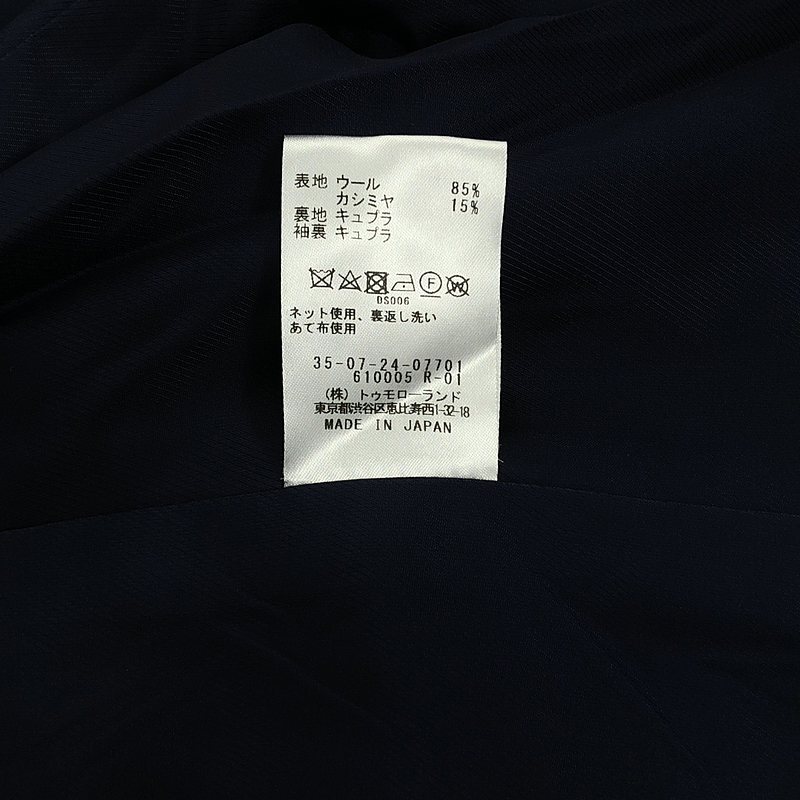 表地 ウール 85%
カシミヤ 15%
裏地 キュプラ
袖裏 キュプラ
F W
DS006
ネット使用、裏返し洗い
あて布使用
35-07-24-07701
610005 R-01
(株) トゥモローランド
東京都渋谷区恵比寿西1-32-18
MADE IN JAPAN